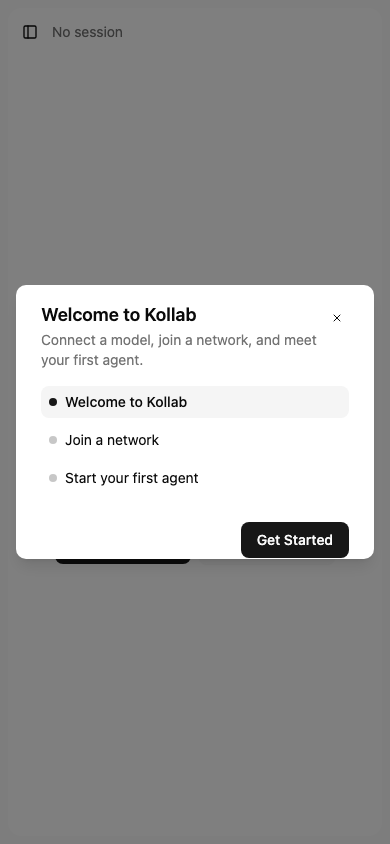 No session
Welcome to Kollab
Connect a model, join a network, and meet
your first agent.
Welcome to Kollab
Join a network
Start your first agent
Get Started